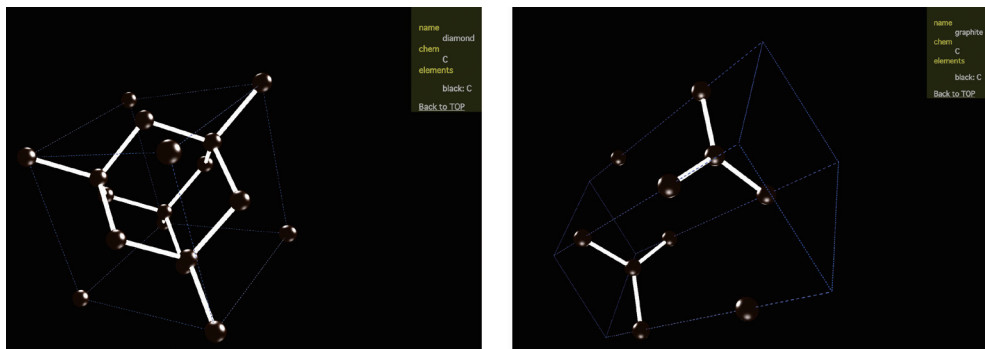 name
diamond
chem
C
elements
black: C
Back to TOP
name
graphite
chem
C
elements
black: C
Back to TOP